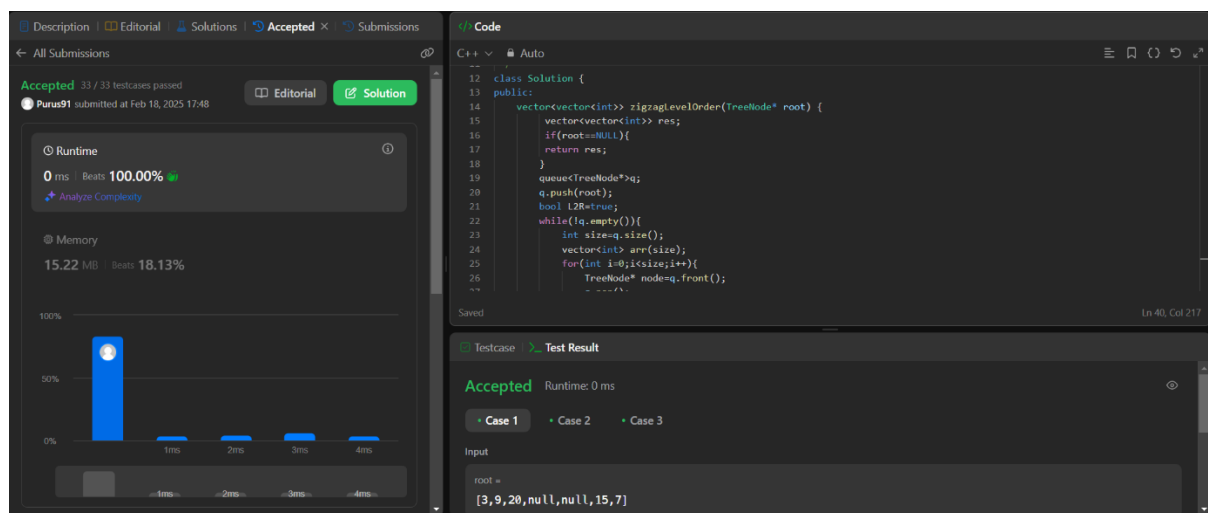 Description | Editorial | Solutions | Accepted × | Submissions
← All Submissions
Accepted 33 / 33 testcases passed
Purus91 submitted at Feb 18, 2025 17:48
Editorial
Solution
Runtime
0 ms | Beats 100.00%
Analyze Complexity
Memory
15.22 MB | Beats 18.13%
100%
50%
0%
1ms 2ms 3ms 4ms
1ms 2ms 3ms 4ms
</> Code
C++ Auto
12 class Solution {
13 public:
14 vector<vector<int>> zigzagLevelOrder(TreeNode* root) {
15 vector<vector<int>> res;
16 if(root==NULL){
17 return res;
18 }
19 queue<TreeNode*>q;
20 q.push(root);
21 bool L2R=true;
22 while(!q.empty()){
23 int size=q.size();
24 vector<int> arr(size);
25 for(int i=0;i<size;i++){
26 TreeNode* node=q.front();
Saved
Ln 40, Col 217
Testcase | >_ Test Result
Accepted Runtime: 0 ms
• Case 1 • Case 2 • Case 3
Input
root =
[3,9,20,null,null,15,7]